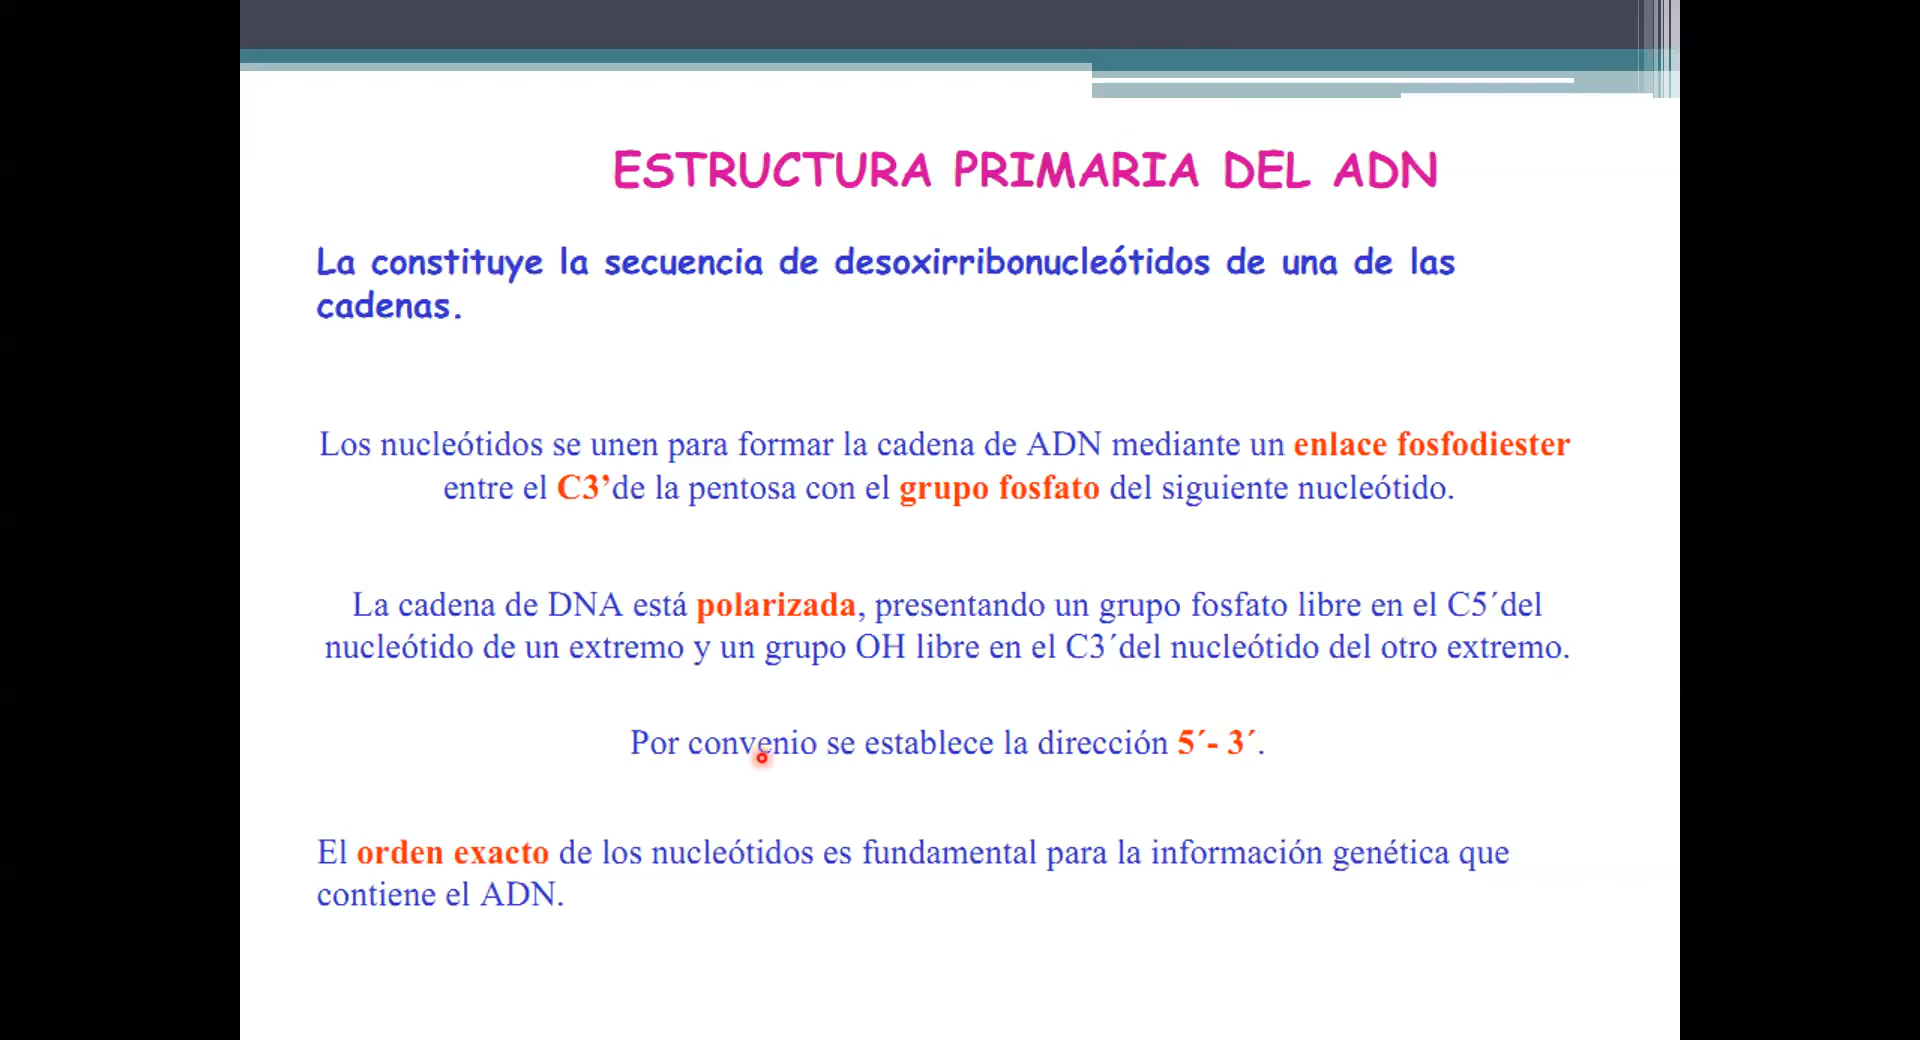 ESTRUCTURA PRIMARIA DEL ADN
La constituye la secuencia de desoxirribonucleótidos de una de las
cadenas.
Los nucleótidos se unen para formar la cadena de ADN mediante un enlace fosfodiester
entre el C3’de la pentosa con el grupo fosfato del siguiente nucleótido.
La cadena de DNA está polarizada, presentando un grupo fosfato libre en el C5´del
nucleótido de un extremo y un grupo OH libre en el C3´del nucleótido del otro extremo.
Por convenio se establece la dirección 5´- 3´.
El orden exacto de los nucleótidos es fundamental para la información genética que
contiene el ADN.